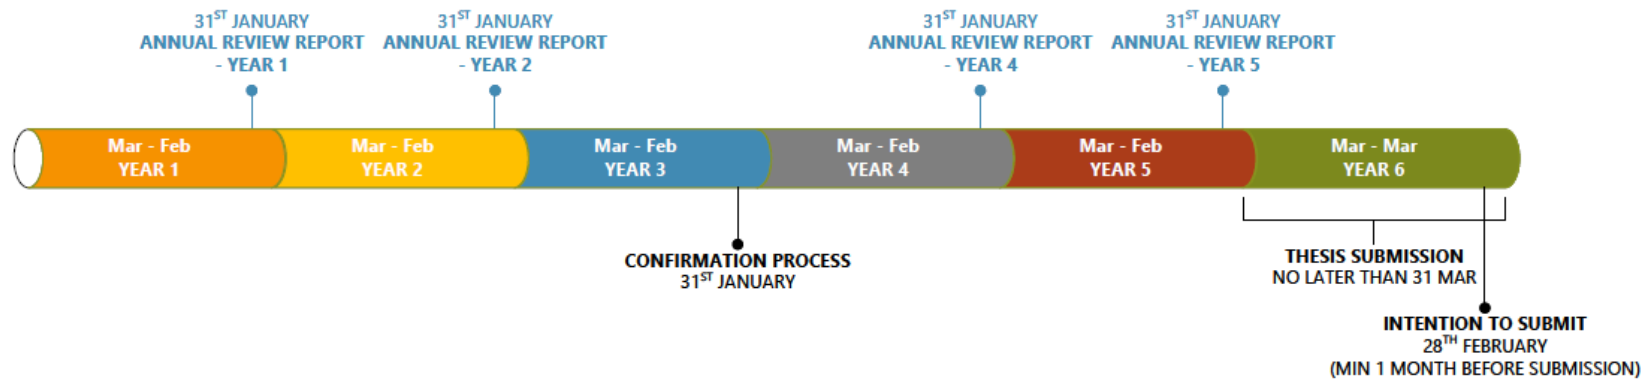 31ST JANUARY
ANNUAL REVIEW REPORT
- YEAR 1
31ST JANUARY
ANNUAL REVIEW REPORT
- YEAR 2
31ST JANUARY
ANNUAL REVIEW REPORT
- YEAR 4
31ST JANUARY
ANNUAL REVIEW REPORT
- YEAR 5
Mar - Feb
YEAR 1
Mar - Feb
YEAR 2
Mar - Feb
YEAR 3
Mar - Feb
YEAR 4
Mar - Feb
YEAR 5
Mar - Mar
YEAR 6
CONFIRMATION PROCESS
31ST JANUARY
THESIS SUBMISSION
NO LATER THAN 31 MAR
INTENTION TO SUBMIT
28TH FEBRUARY
(MIN 1 MONTH BEFORE SUBMISSION)